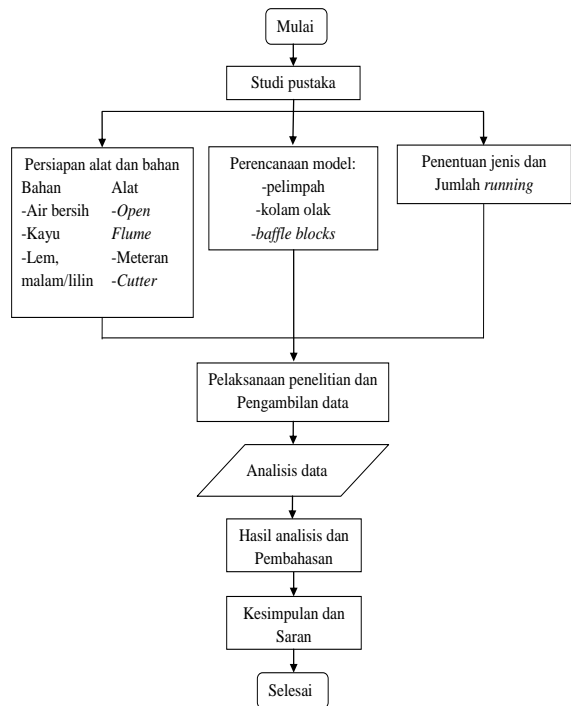 Mulai
Studi pustaka
Persiapan alat dan bahan
Bahan Alat
-Air bersih -Open
-Kayu Flume
-Lem, -Meteran
malam/lilin -Cutter
Perencanaan model:
-pelimpah
-kolam olak
-baffle blocks
Penentuan jenis dan
Jumlah running
Pelaksanaan penelitian dan
Pengambilan data
Analisis data
Hasil analisis dan
Pembahasan
Kesimpulan dan
Saran
Selesai